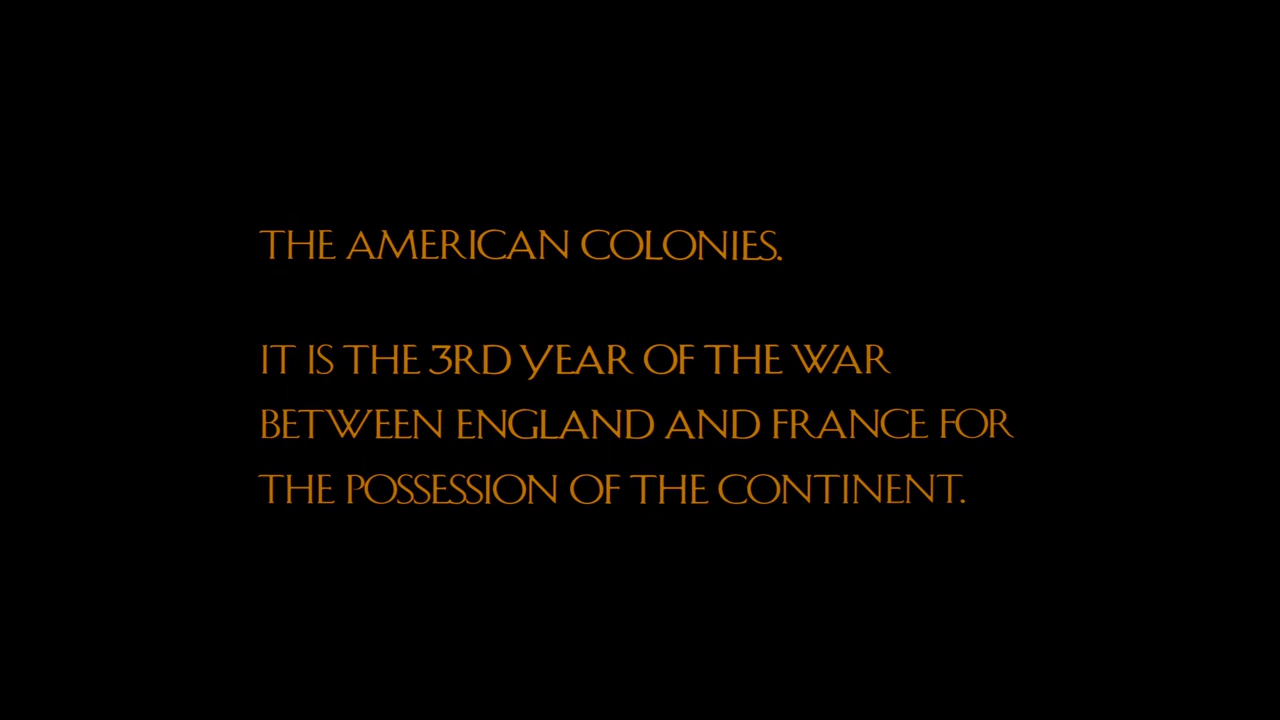 THE AMERICAN COLONIES.
IT IS THE 3RD YEAR OF THE WAR
BETWEEN ENGLAND AND FRANCE FOR
THE POSSESSION OF THE CONTINENT.